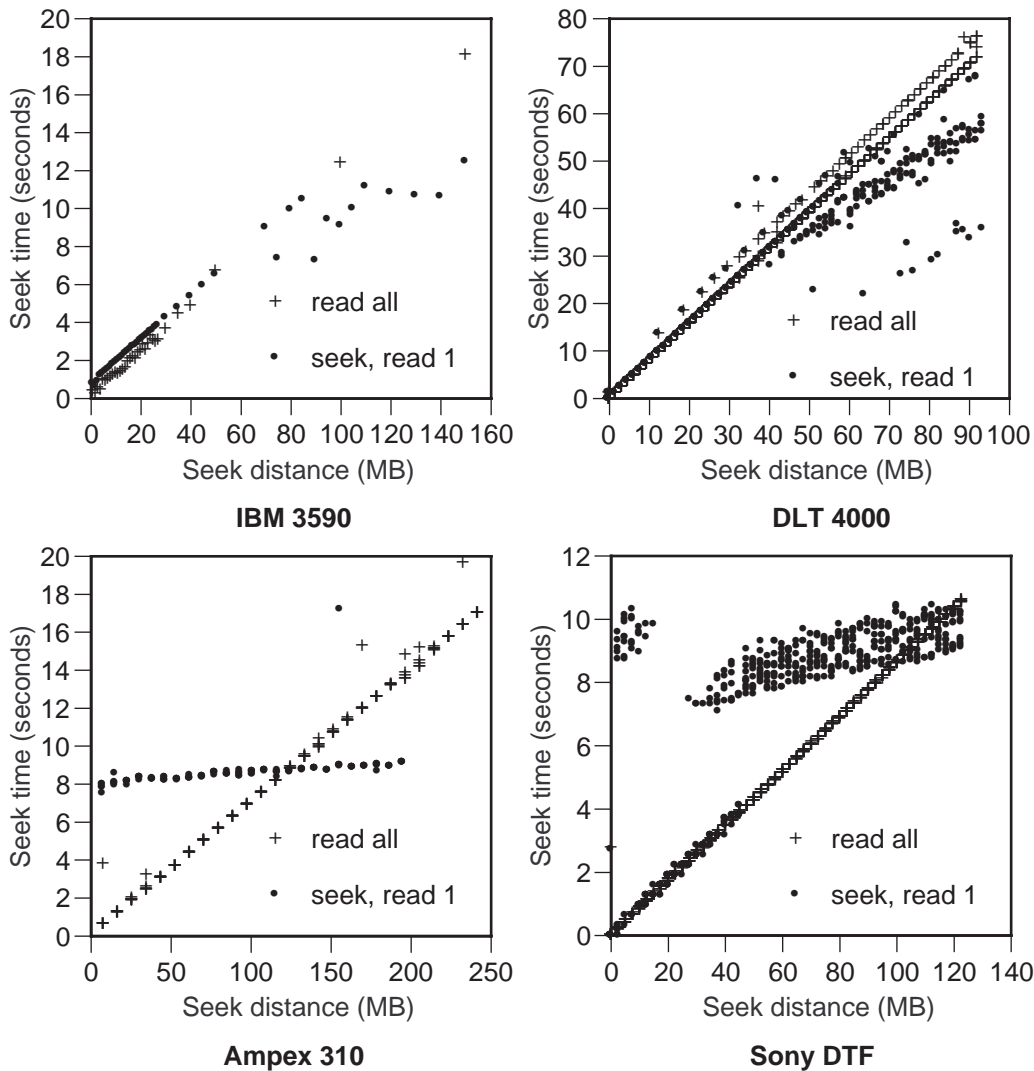 20
18
16
14
12
10
8
6
4
2
0
Seek time (seconds)
read all
seek, read 1
0 20 40 60 80 100 120 140 160
Seek distance (MB)
IBM 3590
80
70
60
50
40
30
20
10
0
Seek time (seconds)
read all
seek, read 1
0 10 20 30 40 50 60 70 80 90 100
Seek distance (MB)
DLT 4000
20
18
16
14
12
10
8
6
4
2
0
Seek time (seconds)
read all
seek, read 1
0 50 100 150 200 250
Seek distance (MB)
Ampex 310
12
10
8
6
4
2
0
Seek time (seconds)
read all
seek, read 1
0 20 40 60 80 100 120 140
Seek distance (MB)
Sony DTF